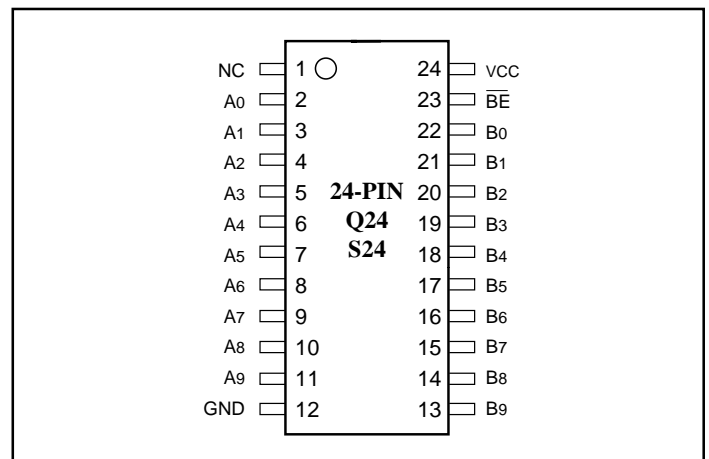 NC 1 24 VCC
A0 2 23 B̅E̅
A1 3 22 B0
A2 4 21 B1
A3 5 24-PIN 20 B2
A4 6 Q24 19 B3
A5 7 S24 18 B4
A6 8 17 B5
A7 9 16 B6
A8 10 15 B7
A9 11 14 B8
GND 12 13 B9